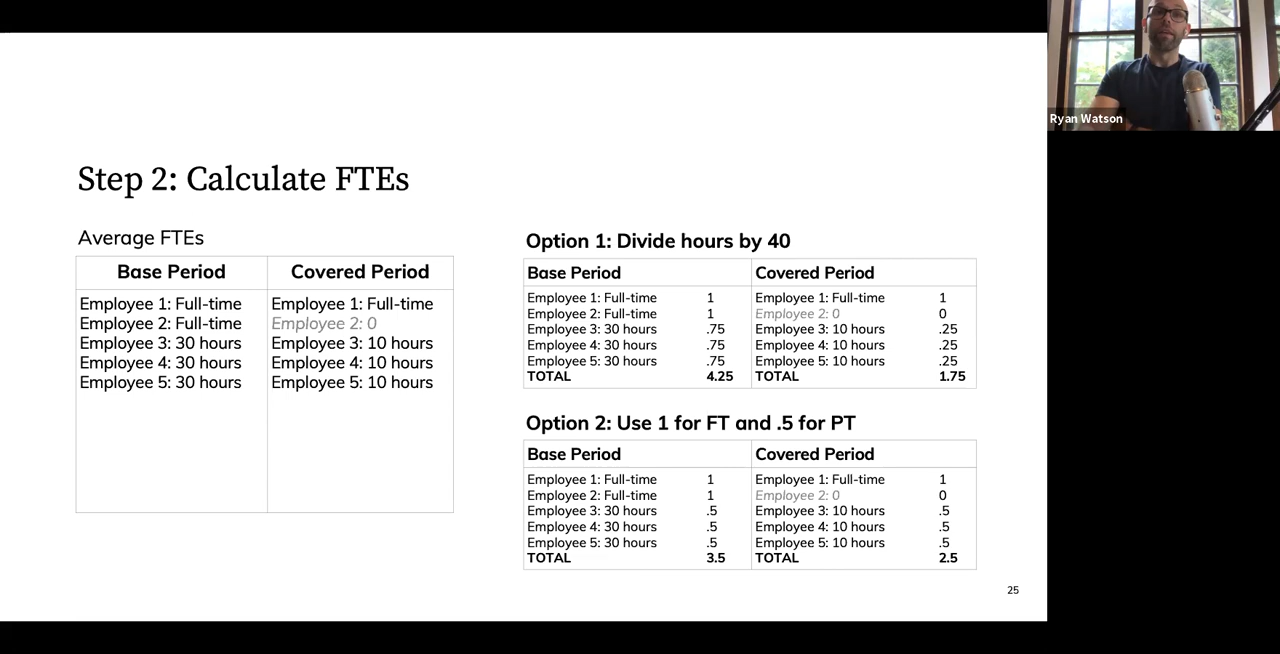 Ryan Watson
Step 2: Calculate FTEs
Average FTEs
Base Period Covered Period
Employee 1: Full-time Employee 1: Full-time
Employee 2: Full-time Employee 2: 0
Employee 3: 30 hours Employee 3: 10 hours
Employee 4: 30 hours Employee 4: 10 hours
Employee 5: 30 hours Employee 5: 10 hours
Option 1: Divide hours by 40
Base Period Covered Period
Employee 1: Full-time 1 Employee 1: Full-time 1
Employee 2: Full-time 1 Employee 2: 0 0
Employee 3: 30 hours .75 Employee 3: 10 hours .25
Employee 4: 30 hours .75 Employee 4: 10 hours .25
Employee 5: 30 hours .75 Employee 5: 10 hours .25
TOTAL 4.25 TOTAL 1.75
Option 2: Use 1 for FT and .5 for PT
Base Period Covered Period
Employee 1: Full-time 1 Employee 1: Full-time 1
Employee 2: Full-time 1 Employee 2: 0 0
Employee 3: 30 hours .5 Employee 3: 10 hours .5
Employee 4: 30 hours .5 Employee 4: 10 hours .5
Employee 5: 30 hours .5 Employee 5: 10 hours .5
TOTAL 3.5 TOTAL 2.5
25